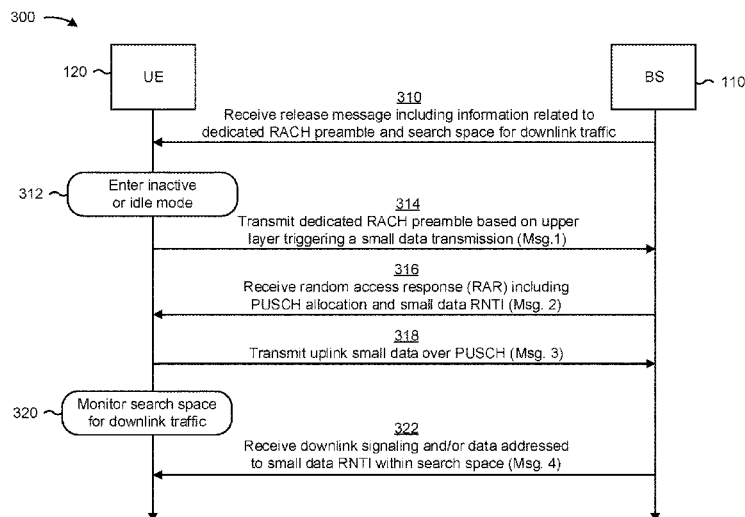 300
120
UE
BS
110
310
Receive release message including information related to
dedicated RACH preamble and search space for downlink traffic
312
Enter inactive
or idle mode
314
Transmit dedicated RACH preamble based on upper
layer triggering a small data transmission (Msg.1)
316
Receive random access response (RAR) including
PUSCH allocation and small data RNTI (Msg. 2)
318
Transmit uplink small data over PUSCH (Msg. 3)
320
Monitor search space
for downlink traffic
322
Receive downlink signaling and/or data addressed
to small data RNTI within search space (Msg. 4)